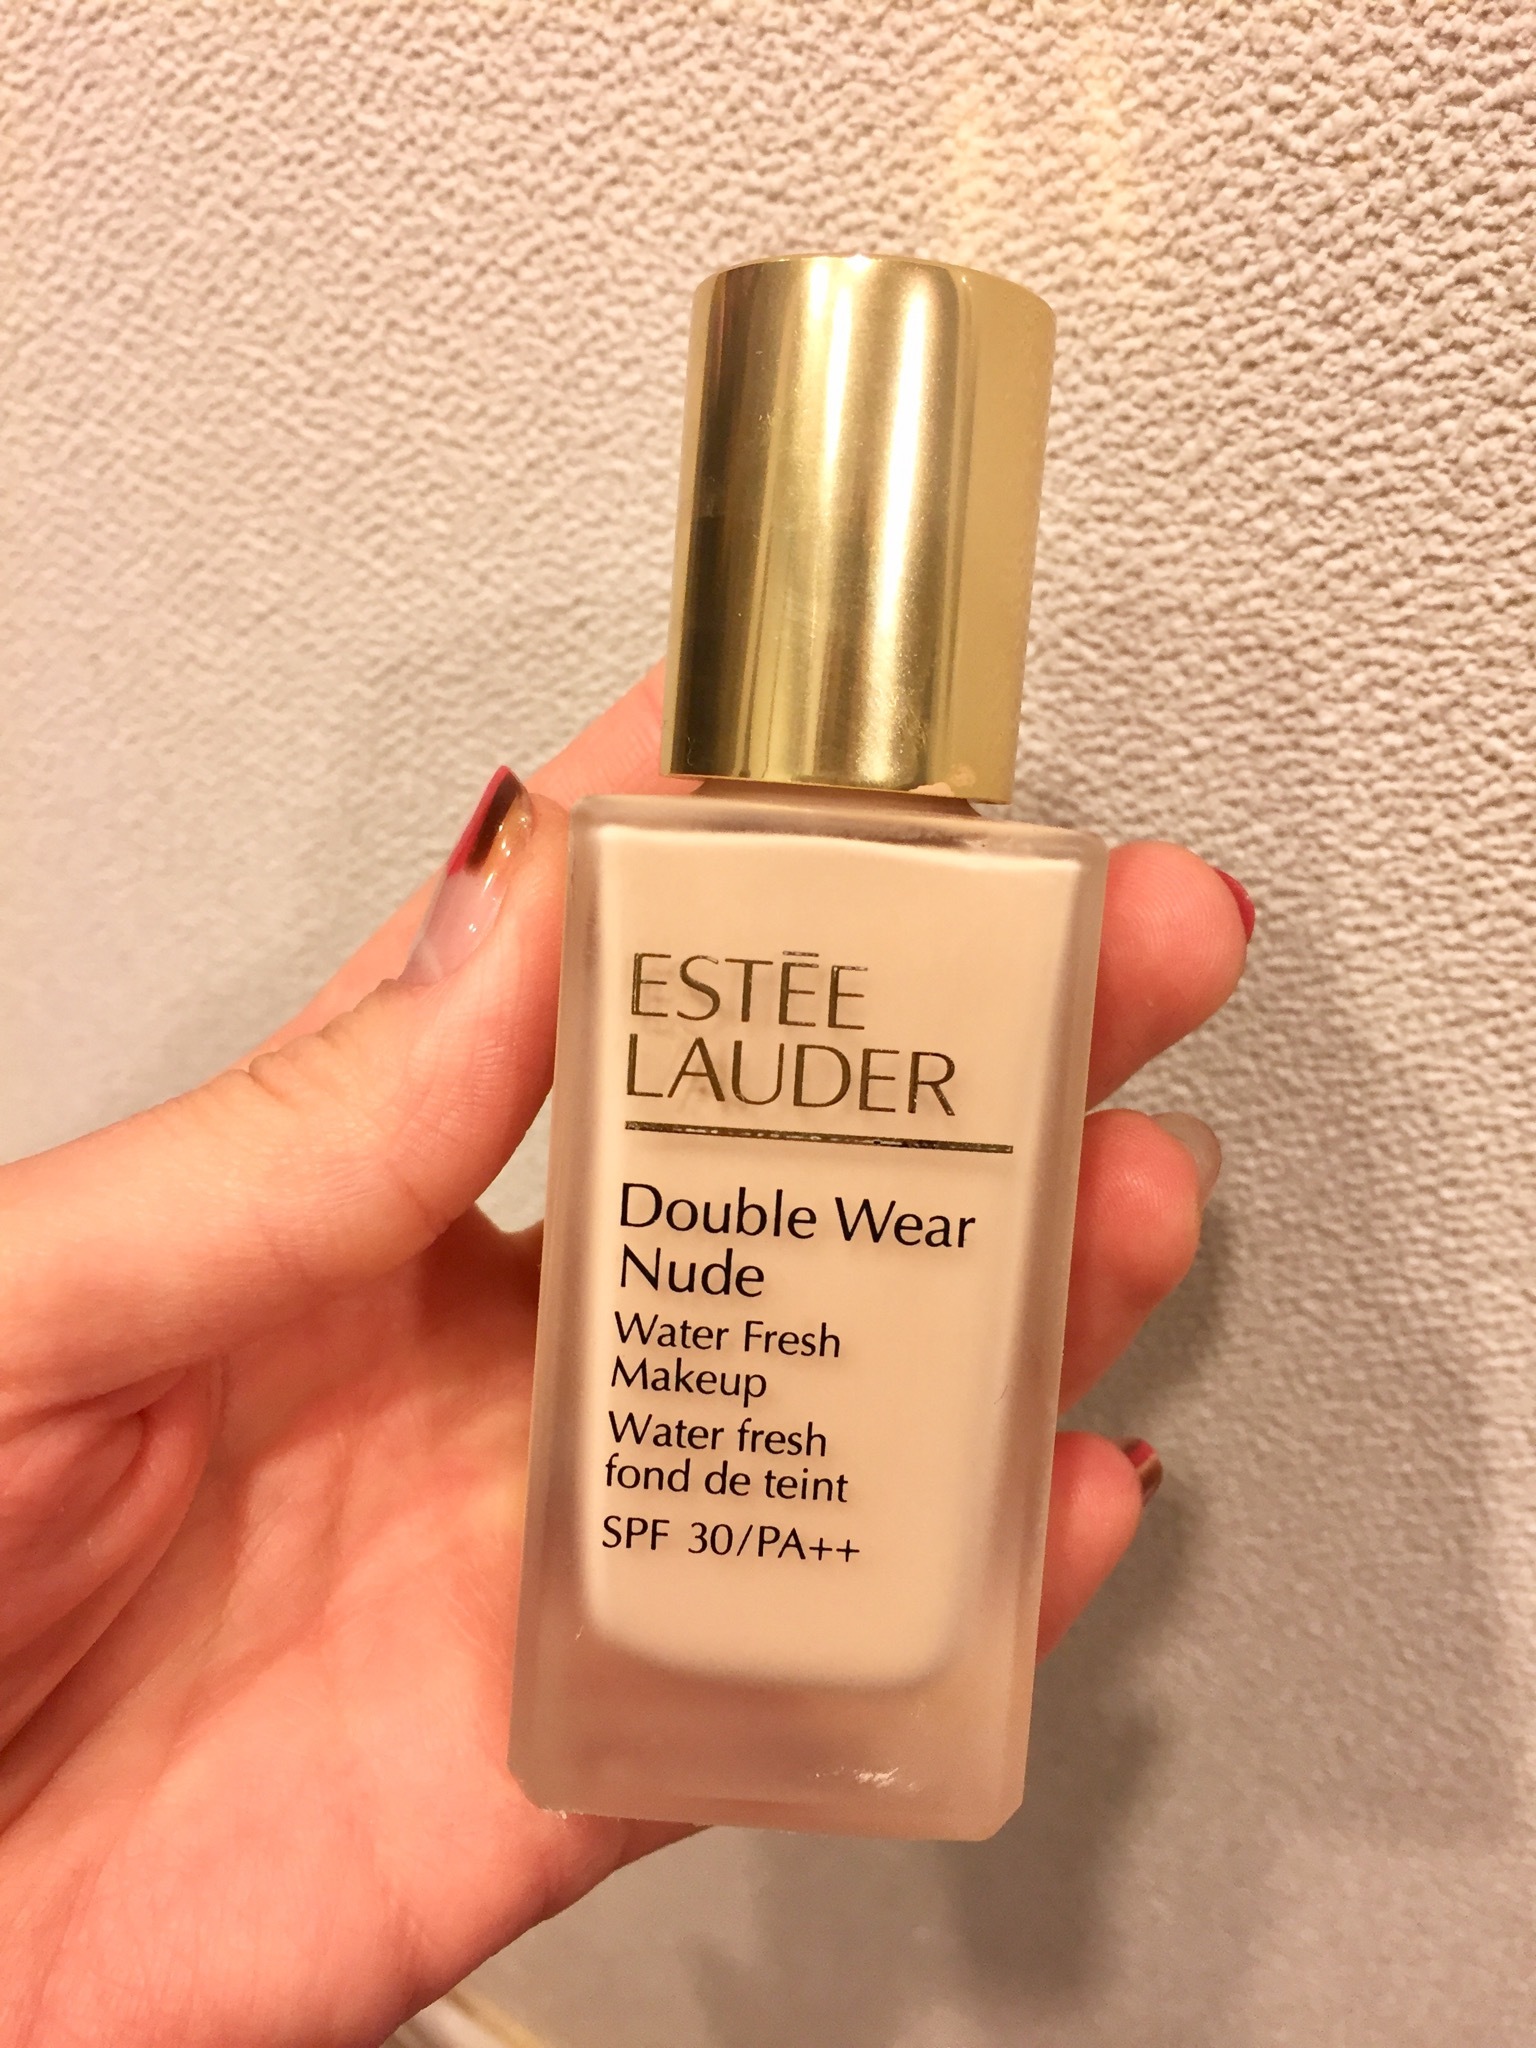 ESTĒE
LAUDER
Double Wear
Nude
Water Fresh
Makeup
Water fresh
fond de teint
SPF 30/PA++